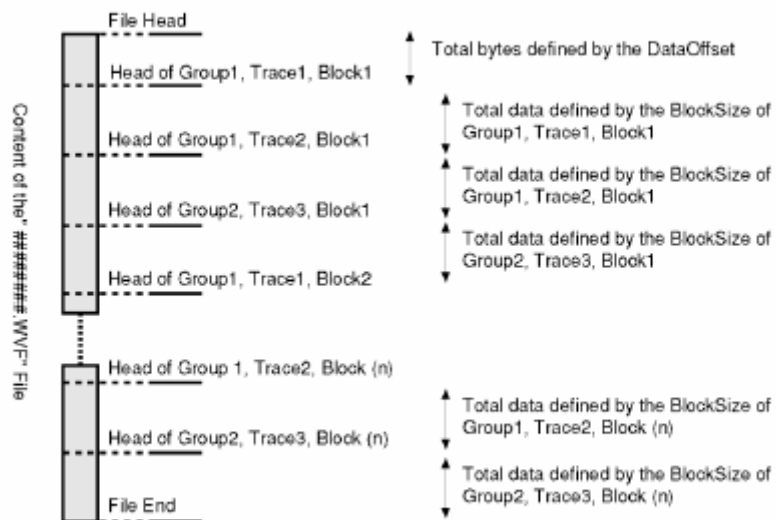 File Head
Total bytes defined by the DataOffset
Head of Group1, Trace1, Block1
Total data defined by the BlockSize of
Group1, Trace1, Block1
Head of Group1, Trace2, Block1
Total data defined by the BlockSize of
Group1, Trace2, Block1
Head of Group2, Trace3, Block1
Total data defined by the BlockSize of
Group2, Trace3, Block1
Head of Group1, Trace1, Block2
Content of the" ########.WVF" File
Head of Group 1, Trace2, Block (n)
Total data defined by the BlockSize of
Group1, Trace2, Block (n)
Head of Group2, Trace3, Block (n)
Total data defined by the BlockSize of
Group2, Trace3, Block (n)
File End